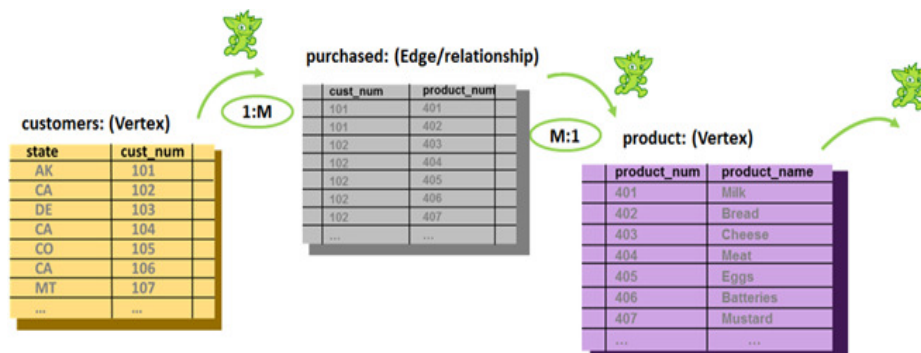 purchased: (Edge/relationship)
cust_num product_num
101 401
101 402
102 403
102 404
102 405
102 406
102 407
... ...
1:M
M:1
customers: (Vertex)
state cust_num
AK 101
CA 102
DE 103
CA 104
CO 105
CA 106
MT 107
... ...
product: (Vertex)
product_num product_name
401 Milk
402 Bread
403 Cheese
404 Meat
405 Eggs
406 Batteries
407 Mustard
... ...